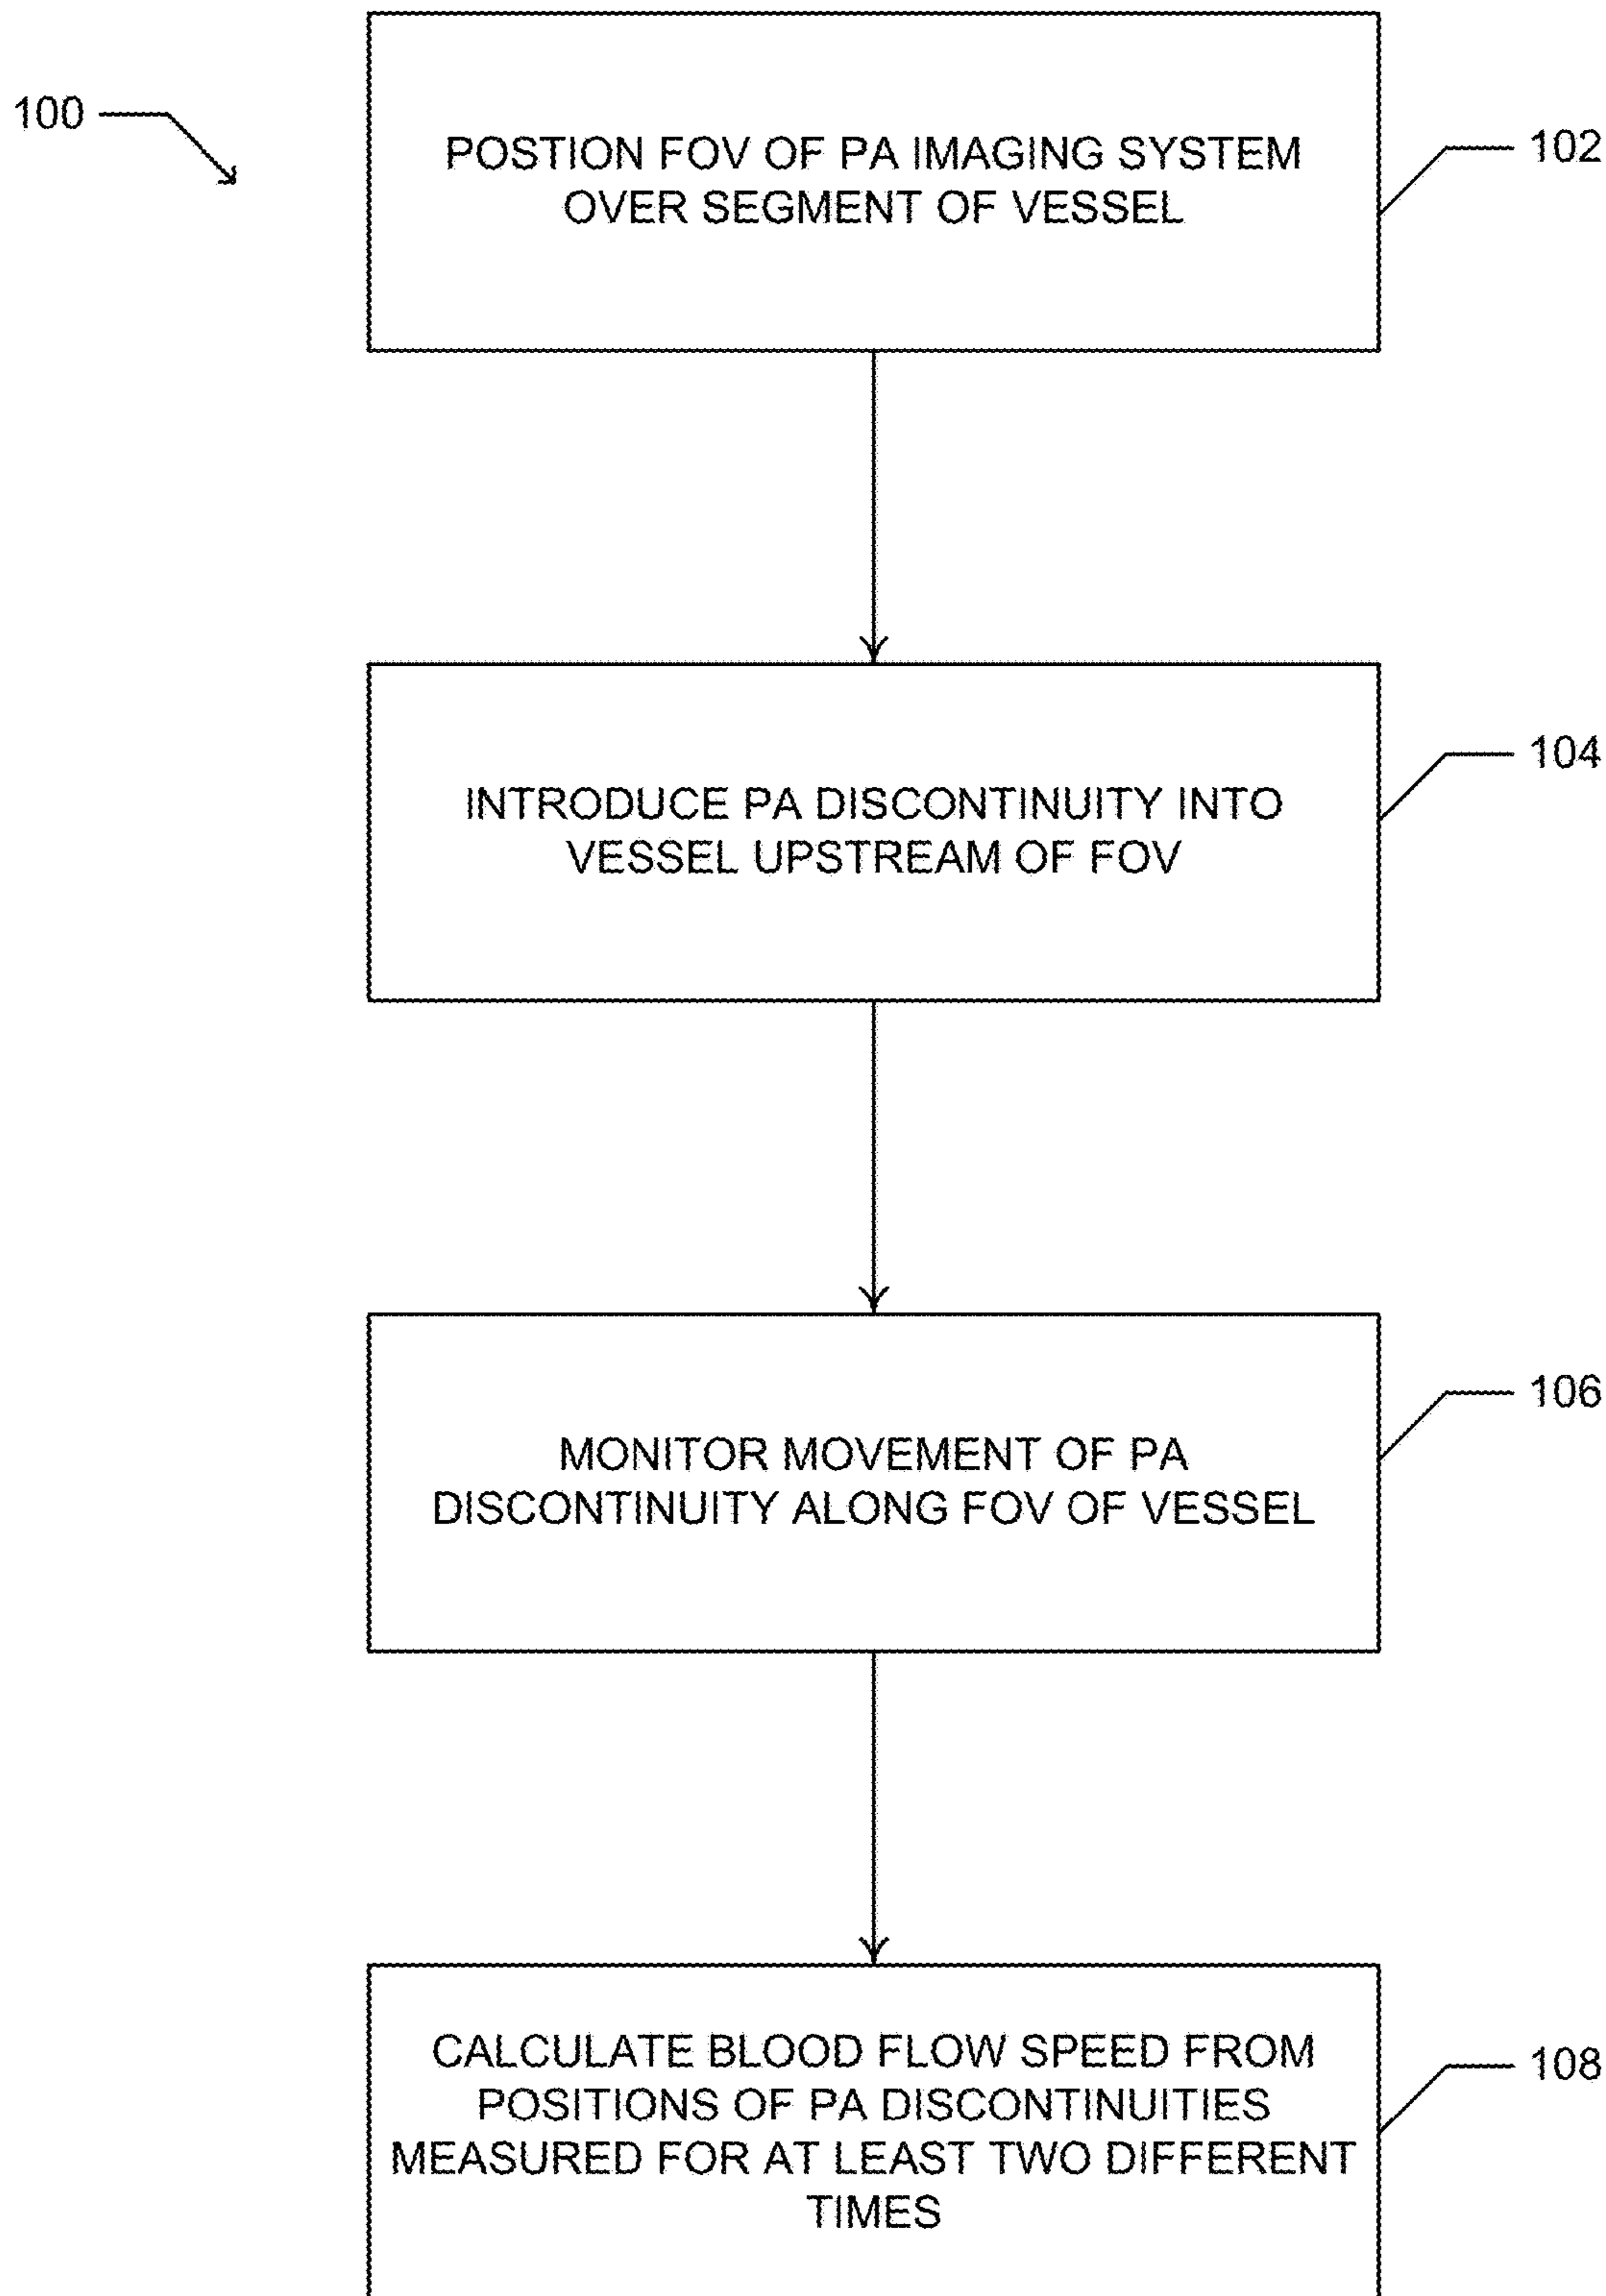 100
POSTION FOV OF PA IMAGING SYSTEM
OVER SEGMENT OF VESSEL
102
INTRODUCE PA DISCONTINUITY INTO
VESSEL UPSTREAM OF FOV
104
MONITOR MOVEMENT OF PA
DISCONTINUITY ALONG FOV OF VESSEL
106
CALCULATE BLOOD FLOW SPEED FROM
POSITIONS OF PA DISCONTINUITIES
MEASURED FOR AT LEAST TWO DIFFERENT
TIMES
108